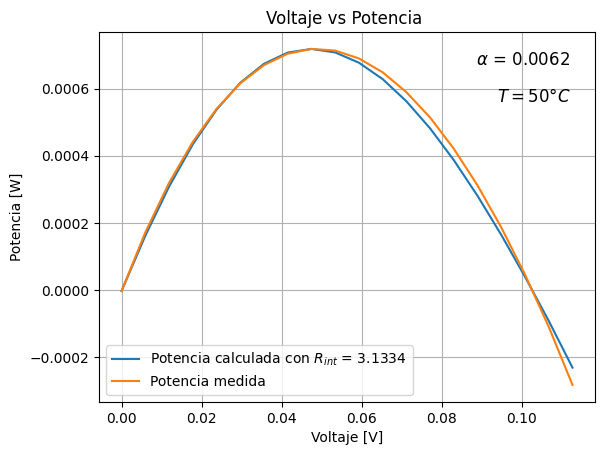 Voltaje vs Potencia
α = 0.0062
T = 50°C
Potencia [W]
0.0006
0.0004
0.0002
0.0000
−0.0002
Potencia calculada con R_int = 3.1334
Potencia medida
0.00 0.02 0.04 0.06 0.08 0.10
Voltaje [V]